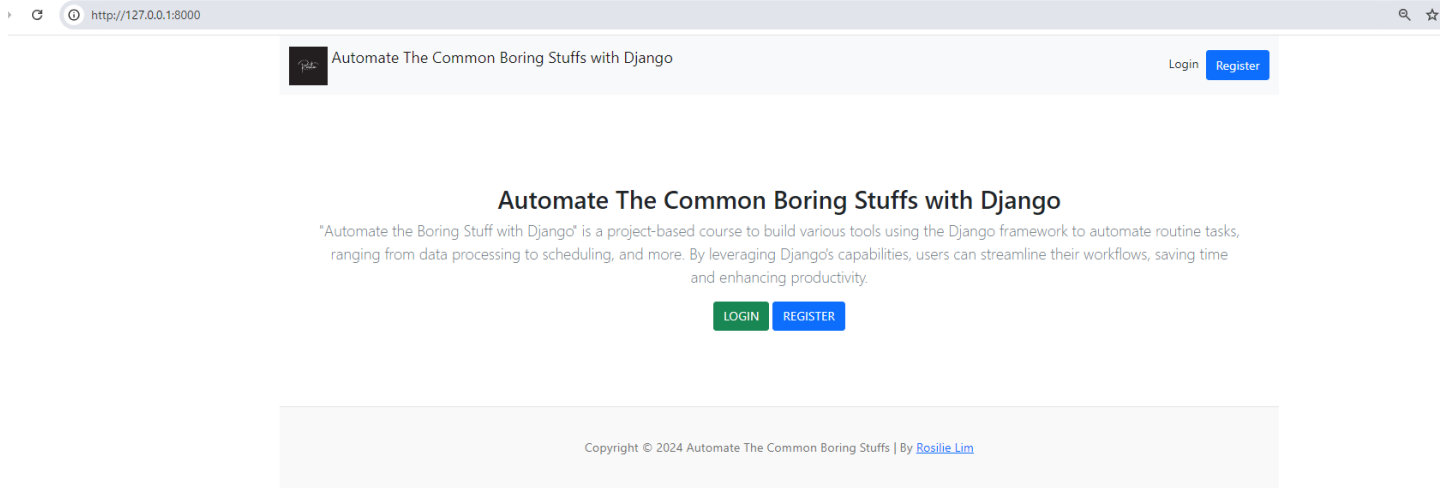 http://127.0.0.1:8000
Automate The Common Boring Stuffs with Django
Login Register
Automate The Common Boring Stuffs with Django
"Automate the Boring Stuff with Django" is a project-based course to build various tools using the Django framework to automate routine tasks,
ranging from data processing to scheduling, and more. By leveraging Django's capabilities, users can streamline their workflows, saving time
and enhancing productivity.
LOGIN REGISTER
Copyright © 2024 Automate The Common Boring Stuffs | By Rosilie Lim